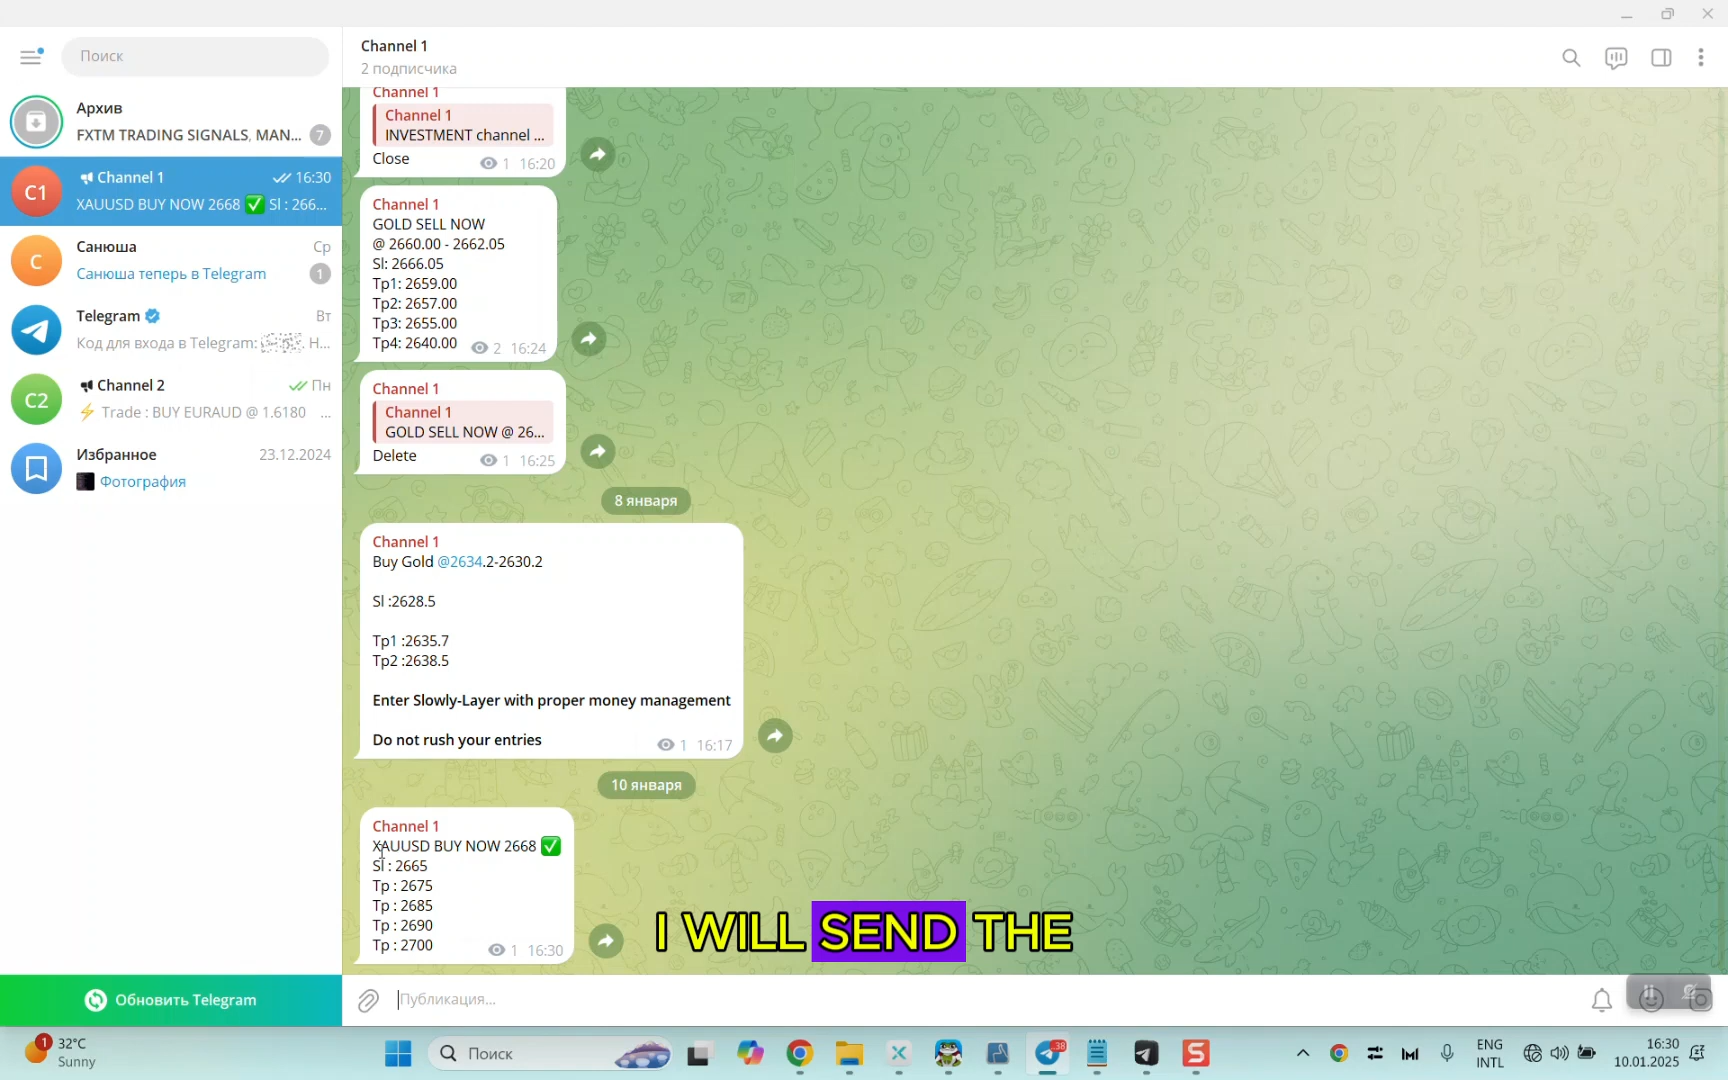 Поиск
Архив
FXTM TRADING SIGNALS, MAN...
7
C1
Channel 1
16:30
XAUUSD BUY NOW 2668 ✅ Sl : 266...
С
Санюша
Ср
Санюша теперь в Telegram
1
Telegram
Вт
Код для входа в Telegram: Н...
C2
Channel 2
Пн
⚡ Trade : BUY EURAUD @ 1.6180 ...
Избранное
23.12.2024
Фотография
Обновить Telegram
Channel 1
2 подписчика
Channel 1
Channel 1
INVESTMENT channel ...
Close
1 16:20
Channel 1
GOLD SELL NOW
@ 2660.00 - 2662.05
Sl: 2666.05
Tp1: 2659.00
Tp2: 2657.00
Tp3: 2655.00
Tp4: 2640.00
2 16:24
Channel 1
Channel 1
GOLD SELL NOW @ 26...
Delete
1 16:25
8 января
Channel 1
Buy Gold @2634.2-2630.2
Sl :2628.5
Tp1 :2635.7
Tp2 :2638.5
Enter Slowly-Layer with proper money management
Do not rush your entries
1 16:17
10 января
Channel 1
XAUUSD BUY NOW 2668 ✅
Sl : 2665
Tp : 2675
Tp : 2685
Tp : 2690
Tp : 2700
1 16:30
I WILL SEND THE
Публикация...
1
32°C
Sunny
Поиск
..38
S
ENG
INTL
16:30
10.01.2025